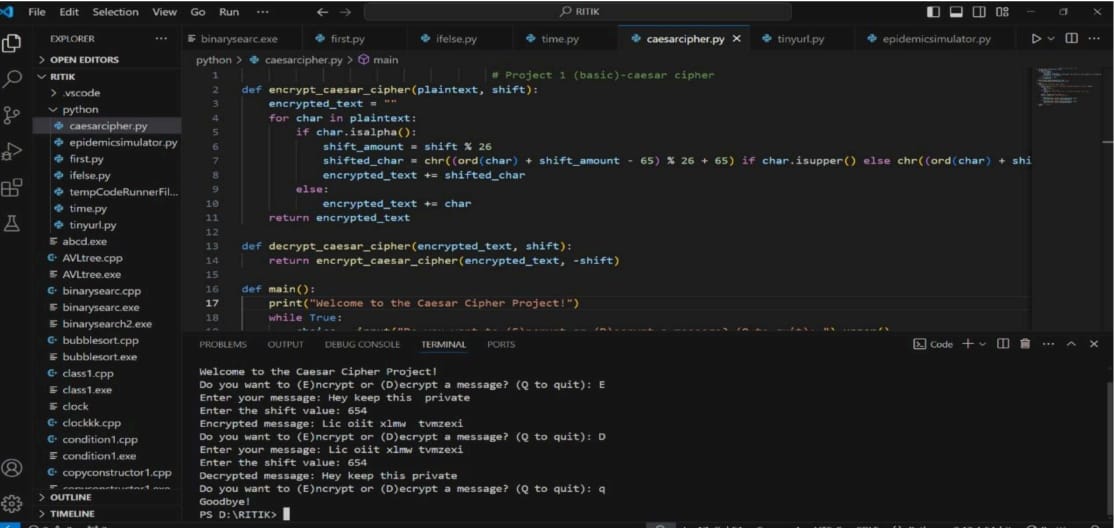 File Edit Selection View Go Run ··· ← → RITIK
EXPLORER ···
> OPEN EDITORS
RITIK
> .vscode
python
caesarcipher.py
epidemicsimulator.py
first.py
ifelse.py
tempCodeRunnerFil...
time.py
tinyurl.py
abcd.exe
AVLtree.cpp
AVLtree.exe
binarysearc.cpp
binarysearc.exe
binarysearch2.exe
bubblesort.cpp
bubblesort.exe
class1.cpp
class1.exe
clock
clockkk.cpp
condition1.cpp
condition1.exe
copyconstructor1.cpp
> OUTLINE
> TIMELINE
binarysearc.exe first.py ifelse.py time.py caesarcipher.py × tinyurl.py epidemicsimulator.py
python > caesarcipher.py > main
1 # Project 1 (basic)-caesar cipher
2 def encrypt_caesar_cipher(plaintext, shift):
3 encrypted_text = ""
4 for char in plaintext:
5 if char.isalpha():
6 shift_amount = shift % 26
7 shifted_char = chr((ord(char) + shift_amount - 65) % 26 + 65) if char.isupper() else chr((ord(char) + shi
8 encrypted_text += shifted_char
9 else:
10 encrypted_text += char
11 return encrypted_text
12
13 def decrypt_caesar_cipher(encrypted_text, shift):
14 return encrypt_caesar_cipher(encrypted_text, -shift)
15
16 def main():
17 print("Welcome to the Caesar Cipher Project!")
18 while True:
PROBLEMS OUTPUT DEBUG CONSOLE TERMINAL PORTS Code
Welcome to the Caesar Cipher Project!
Do you want to (E)ncrypt or (D)ecrypt a message? (Q to quit): E
Enter your message: Hey keep this  private
Enter the shift value: 654
Encrypted message: Lic oiit xlmw  tvmzexi
Do you want to (E)ncrypt or (D)ecrypt a message? (Q to quit): D
Enter your message: Lic oiit xlmw tvmzexi
Enter the shift value: 654
Decrypted message: Hey keep this private
Do you want to (E)ncrypt or (D)ecrypt a message? (Q to quit): q
Goodbye!
PS D:\RITIK>